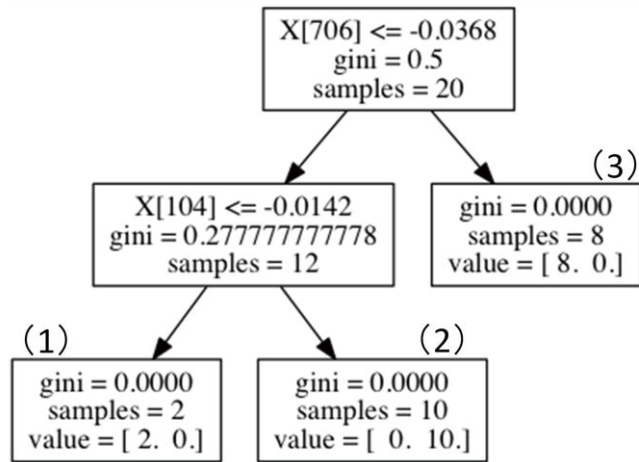 X[706] <= -0.0368
gini = 0.5
samples = 20
(3)
X[104] <= -0.0142
gini = 0.277777777778
samples = 12
gini = 0.0000
samples = 8
value = [ 8. 0.]
(1)
gini = 0.0000
samples = 2
value = [ 2. 0.]
(2)
gini = 0.0000
samples = 10
value = [ 0. 10.]